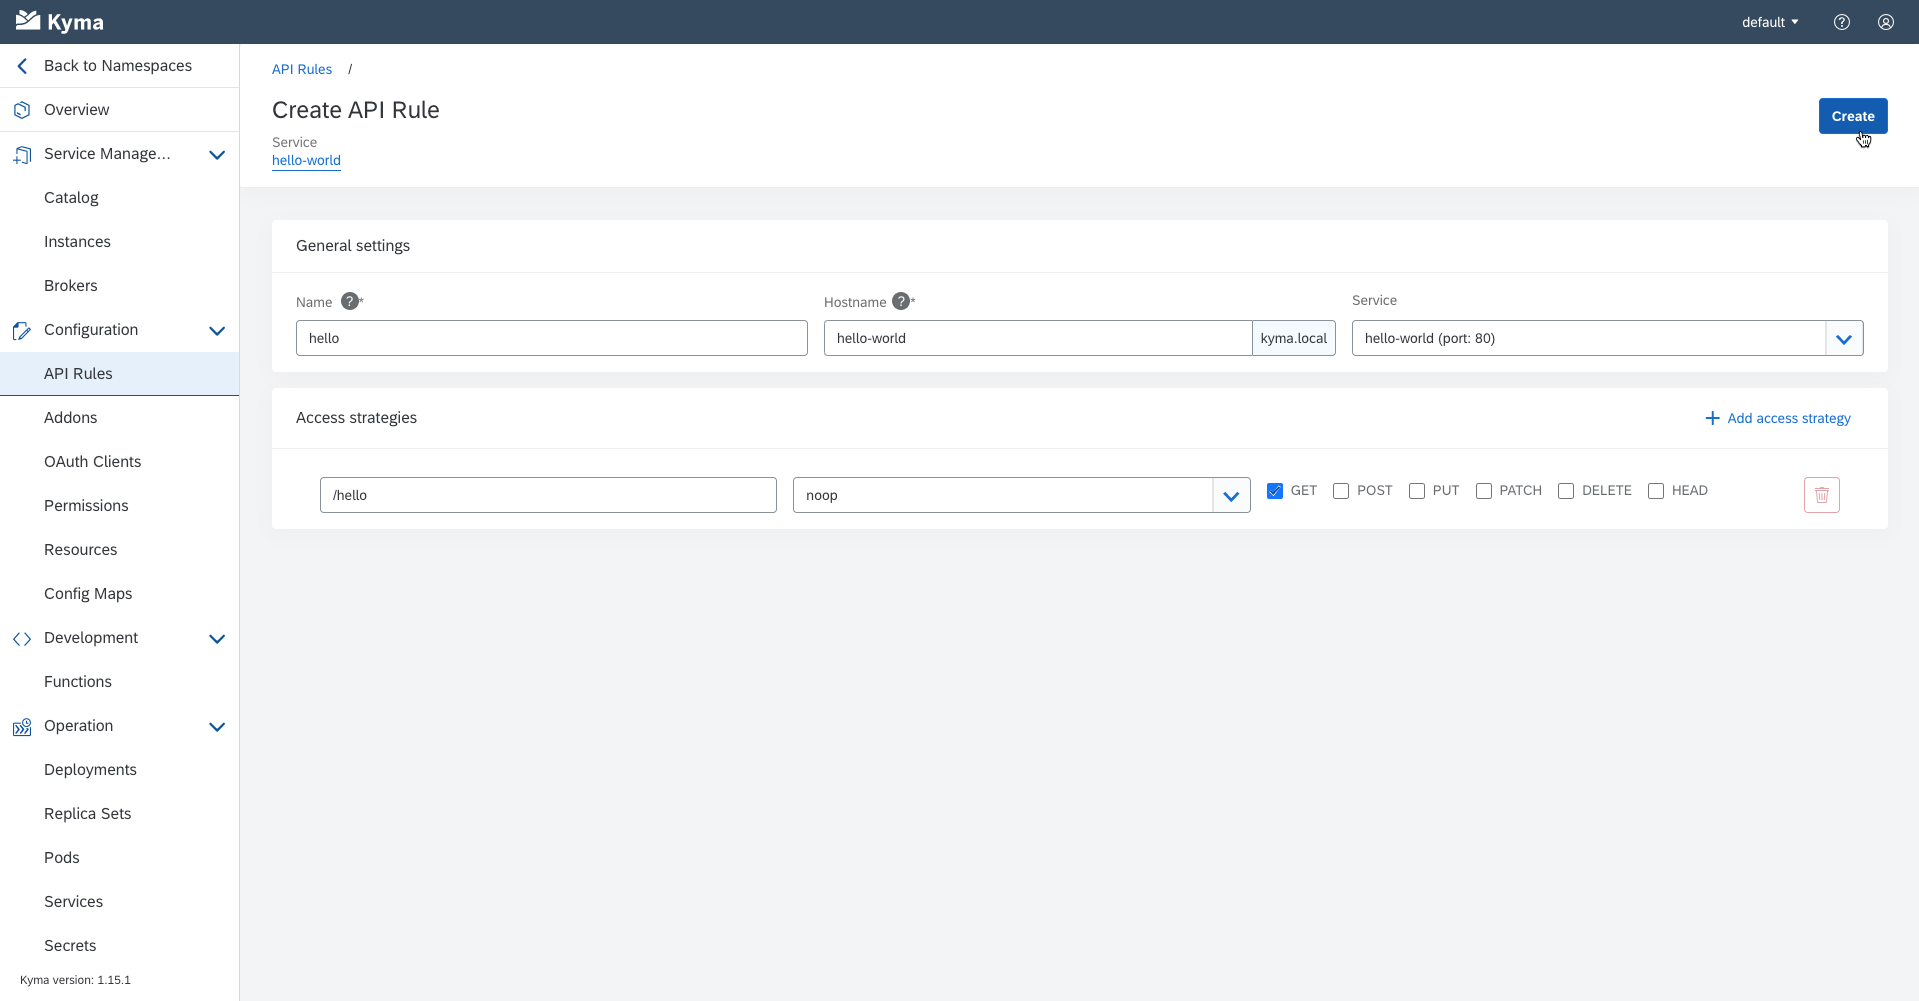 Kyma
default
Back to Namespaces
Overview
Service Manage...
Catalog
Instances
Brokers
Configuration
API Rules
Addons
OAuth Clients
Permissions
Resources
Config Maps
Development
Functions
Operation
Deployments
Replica Sets
Pods
Services
Secrets
Kyma version: 1.15.1
API Rules /
Create API Rule
Create
Service
hello-world
General settings
Name ?* Hostname ?* Service
hello hello-world kyma.local hello-world (port: 80)
Access strategies + Add access strategy
/hello noop GET POST PUT PATCH DELETE HEAD